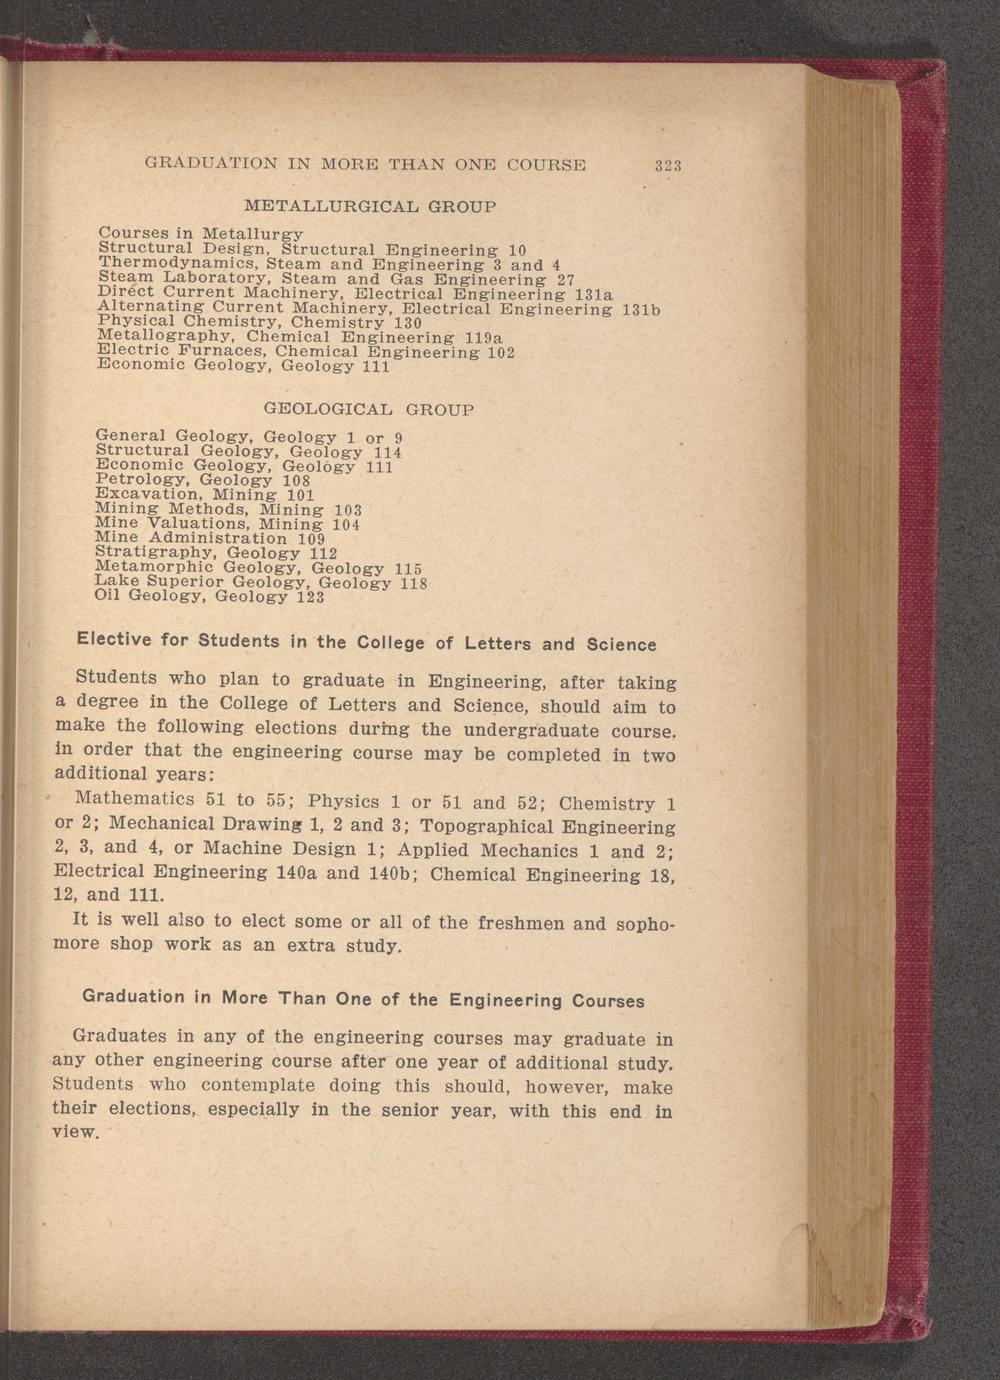 GRADUATION IN MORE THAN ONE COURSE 323
METALLURGICAL GROUP
Courses in Metallurgy
Structural Design, Structural Engineering 10
Thermodynamics, Steam and Engineering 3 and 4
Steam Laboratory, Steam and Gas Engineering 27
Direct Current Machinery, Electrical Engineering 131a
Alternating Current Machinery, Electrical Engineering 131b
Physical Chemistry, Chemistry 130
Metallography, Chemical Engineering 119a
Electric Furnaces, Chemical Engineering 102
Economic Geology, Geology 111
GEOLOGICAL GROUP
General Geology, Geology 1 or 9
Structural Geology, Geology 114
Economic Geology, Geology 111
Petrology, Geology 108
Excavation, Mining 101
Mining Methods, Mining 103
Mine Valuations, Mining 104
Mine Administration 109
Stratigraphy, Geology 112
Metamorphic Geology, Geology 115
Lake Superior Geology, Geology 118
Oil Geology, Geology 123
Elective for Students in the College of Letters and Science
Students who plan to graduate in Engineering, after taking
a degree in the College of Letters and Science, should aim to
make the following elections during the undergraduate course,
in order that the engineering course may be completed in two
additional years:
Mathematics 51 to 55; Physics 1 or 51 and 52; Chemistry 1
or 2; Mechanical Drawing 1, 2 and 3; Topographical Engineering
2, 3, and 4, or Machine Design 1; Applied Mechanics 1 and 2;
Electrical Engineering 140a and 140b; Chemical Engineering 18,
12, and 111.
It is well also to elect some or all of the freshmen and sopho-
more shop work as an extra study.
Graduation in More Than One of the Engineering Courses
Graduates in any of the engineering courses may graduate in
any other engineering course after one year of additional study.
Students who contemplate doing this should, however, make
their elections, especially in the senior year, with this end in
view.